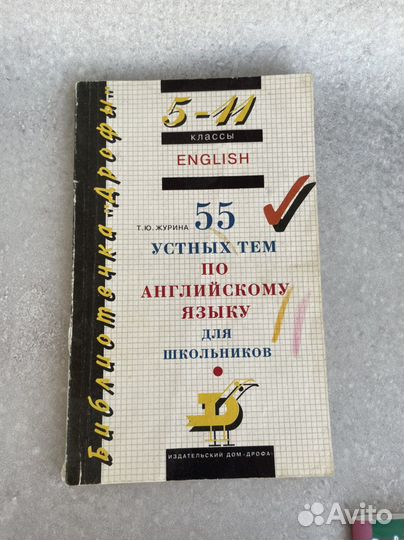 Библиотечка "Дрофы"
5-11
КЛАССЫ
ENGLISH
Т.Ю. ЖУРИНА
55
УСТНЫХ ТЕМ
ПО
АНГЛИЙСКОМУ
ЯЗЫКУ
ДЛЯ
ШКОЛЬНИКОВ
ИЗДАТЕЛЬСКИЙ ДОМ «ДРОФА»
Avito